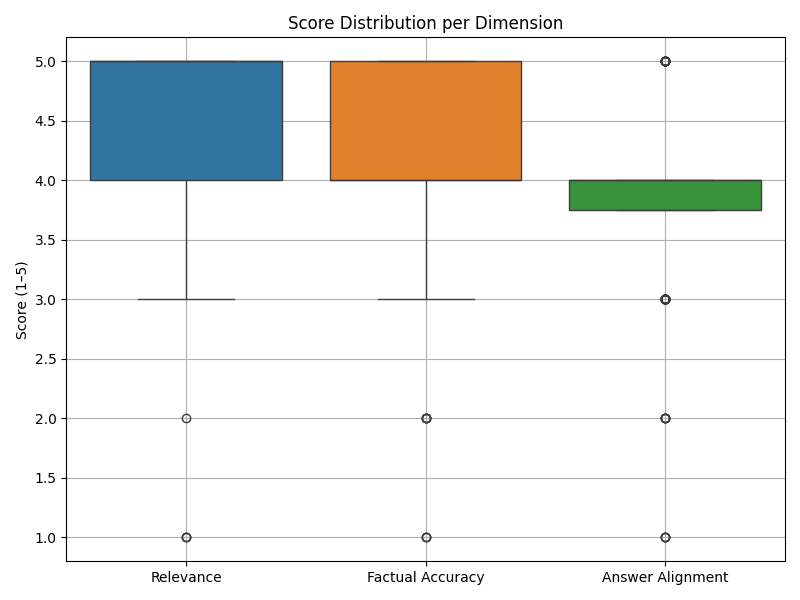 Score Distribution per Dimension
Score (1–5)
5.0
4.5
4.0
3.5
3.0
2.5
2.0
1.5
1.0
Relevance
Factual Accuracy
Answer Alignment